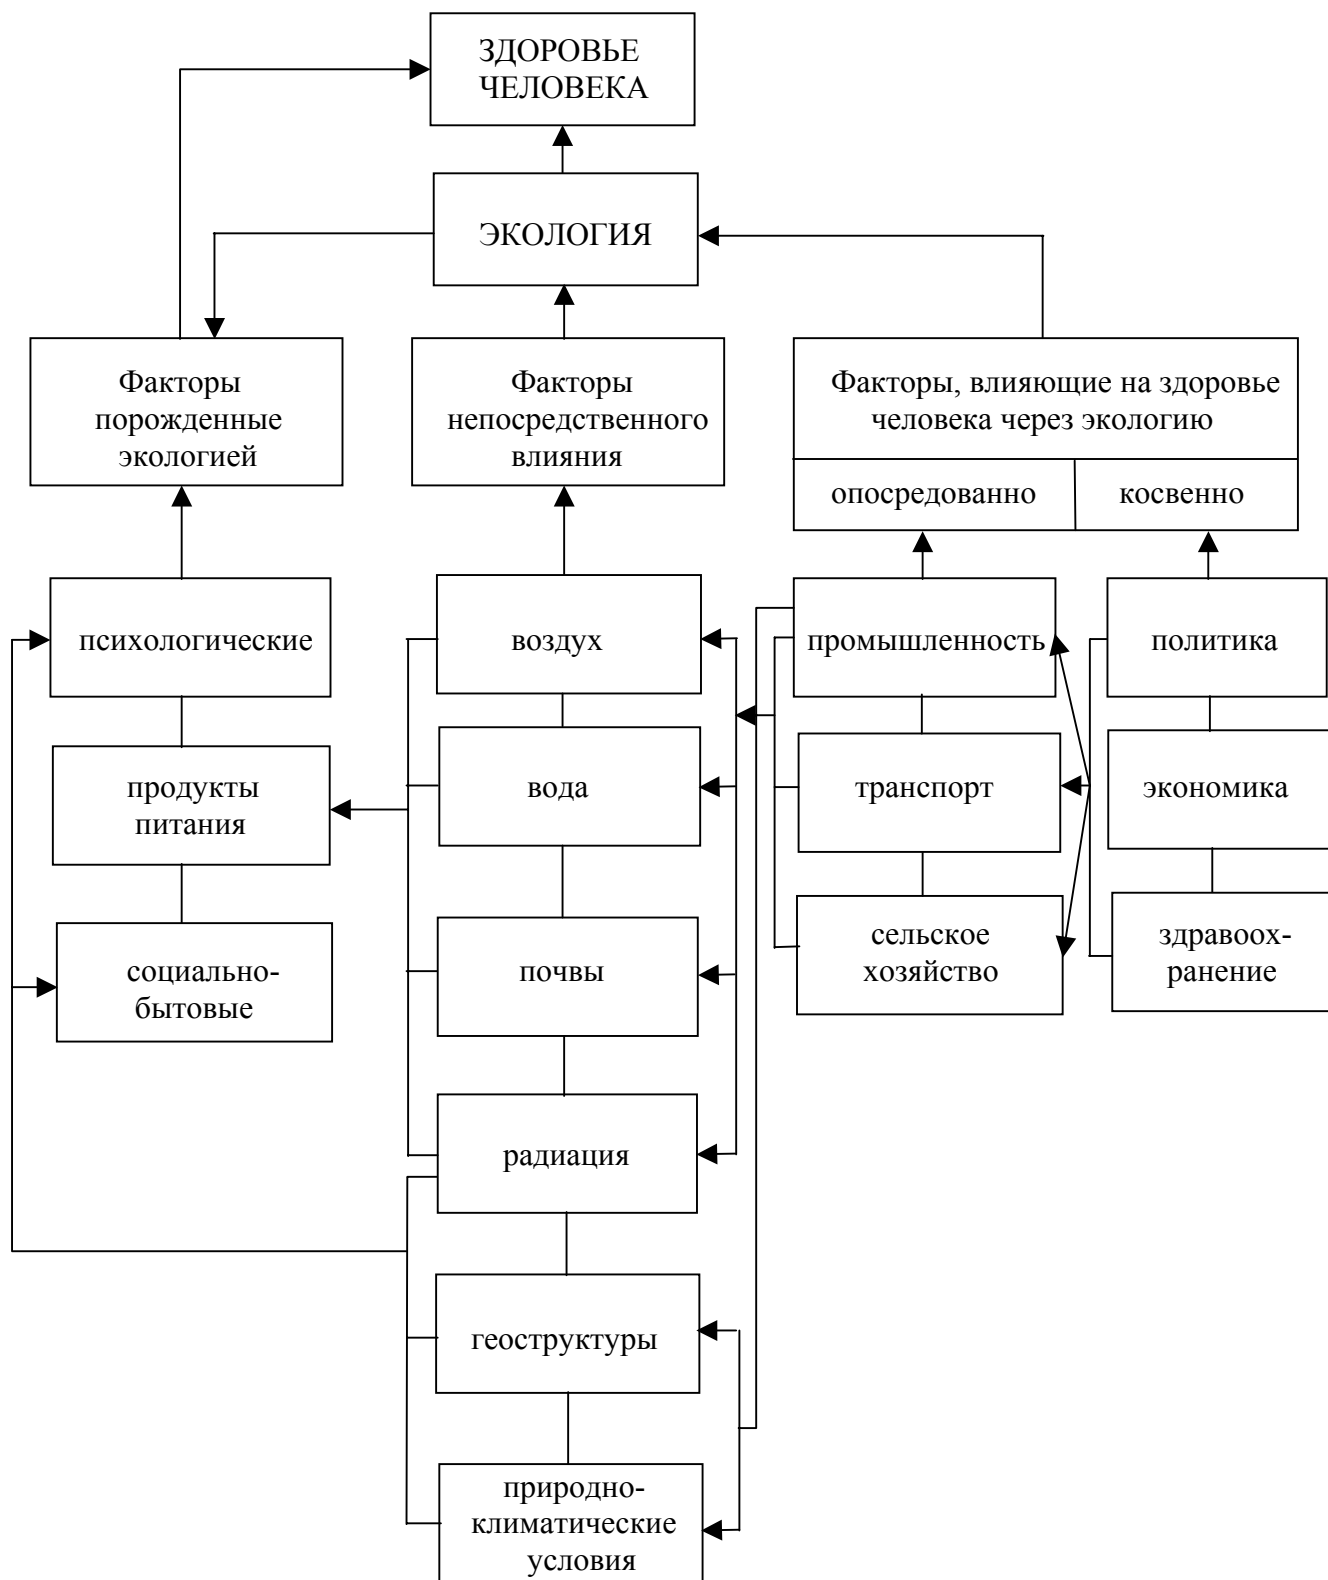 ЗДОРОВЬЕ
ЧЕЛОВЕКА
ЭКОЛОГИЯ
Факторы
порожденные
экологией
Факторы
непосредственного
влияния
Факторы, влияющие на здоровье
человека через экологию
опосредованно
косвенно
психологические
продукты
питания
социально-
бытовые
воздух
вода
почвы
радиация
геоструктуры
природно-
климатические
условия
промышленность
транспорт
сельское
хозяйство
политика
экономика
здравоох-
ранение